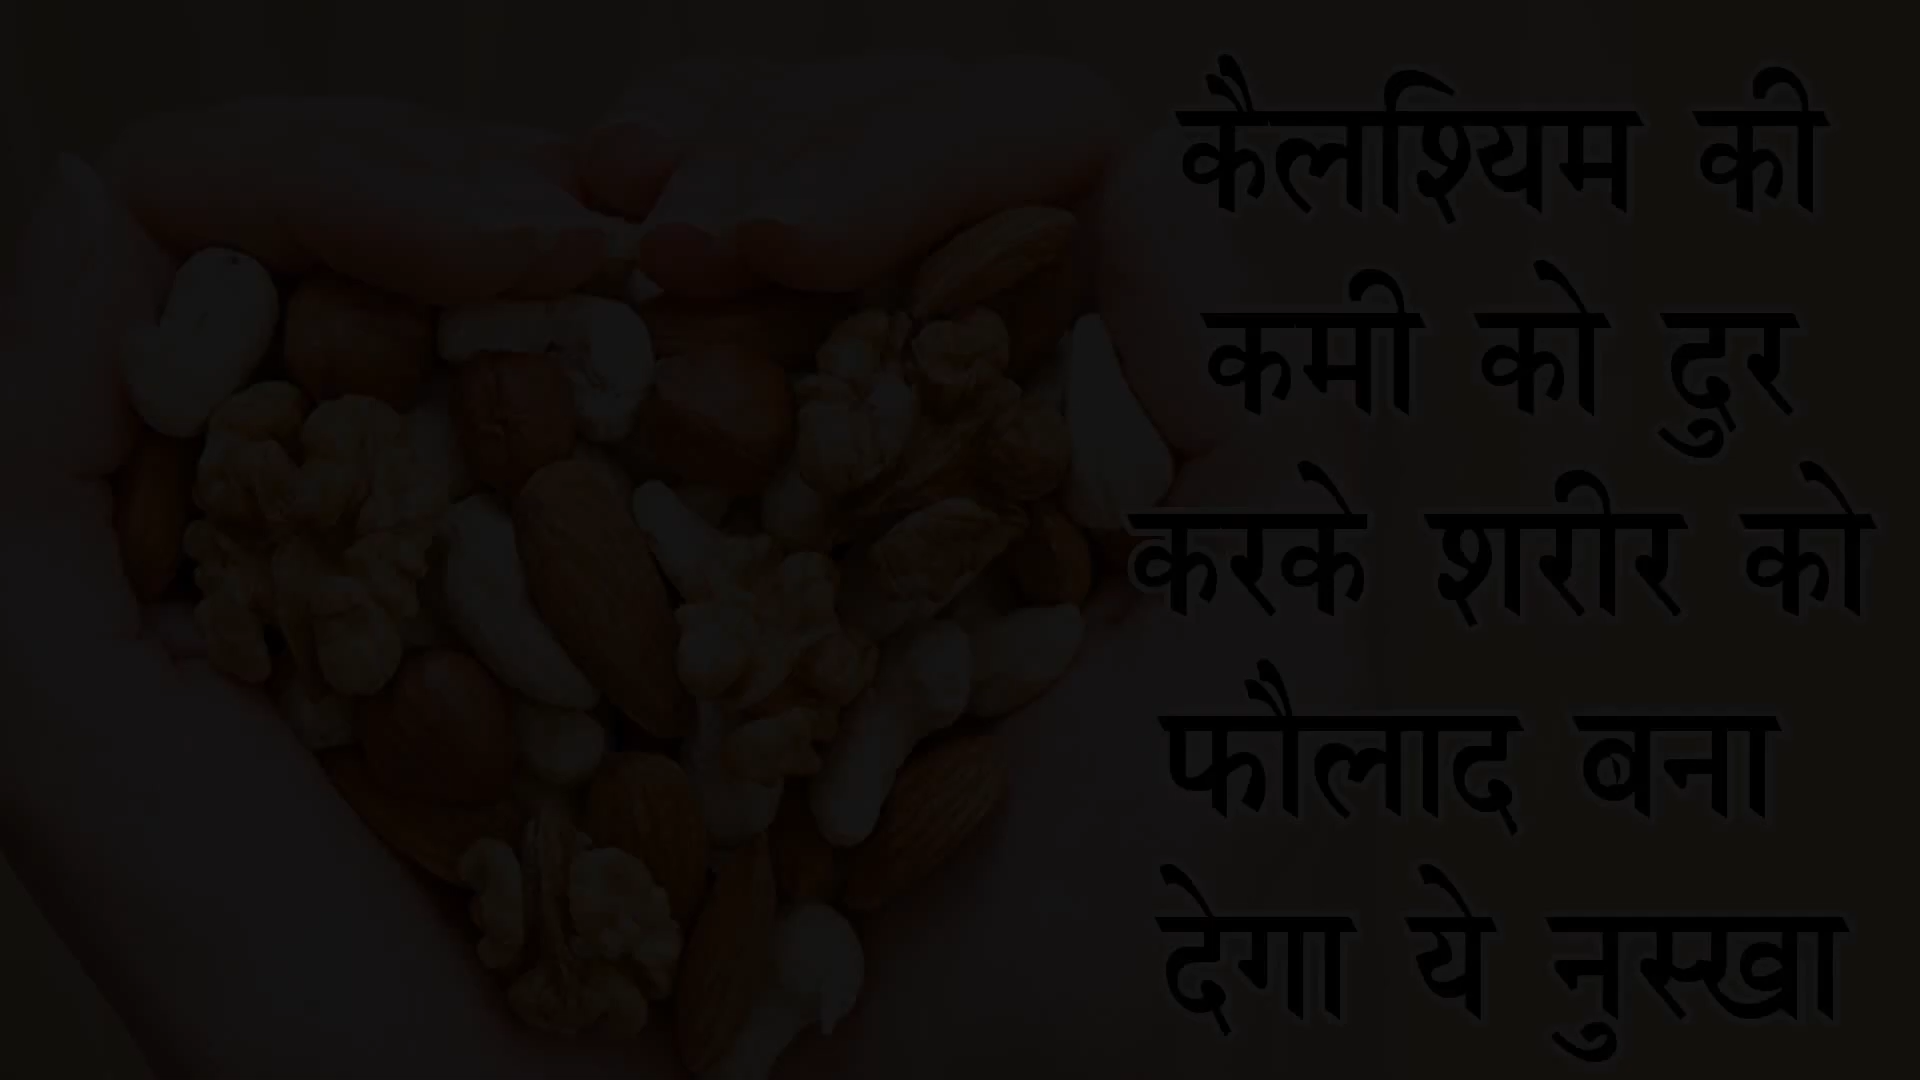 कैलश्यिम की
कमी को दुर
करके शरीर को
फौलाद बना
देगा ये नुस्खा